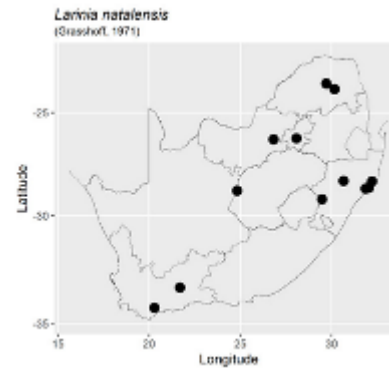 Larinia natalensis
(Grasshoff, 1971)
-25
-30
-35
Latitude
15 20 25 30
Longitude